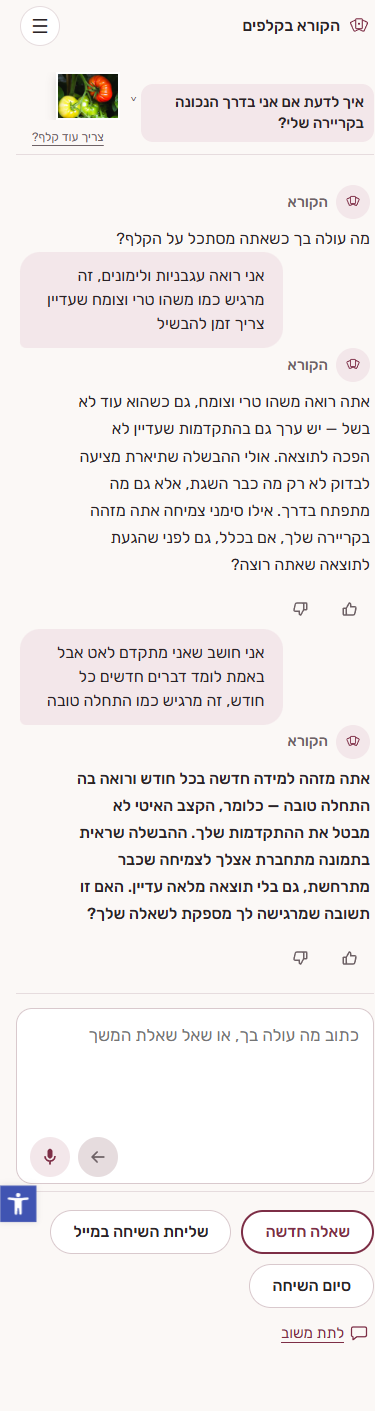 הקורא בקלפים
איך לדעת אם אני בדרך הנכונה
בקריירה שלי?
צריך עוד קלף?
הקורא
מה עולה בך כשאתה מסתכל על הקלף?
אני רואה עגבניות ולימונים, זה
מרגיש כמו משהו טרי וצומח שעדיין
צריך זמן להבשיל
הקורא
אתה רואה משהו טרי וצומח, גם כשהוא עוד לא
בשל – יש ערך גם בהתקדמות שעדיין לא
הפכה לתוצאה. אולי ההבשלה שתיארת מציעה
לבדוק לא רק מה כבר השגת, אלא גם מה
מתפתח בדרך. אילו סימני צמיחה אתה מזהה
בקריירה שלך, אם בכלל, גם לפני שהגעת
לתוצאה שאתה רוצה?
אני חושב שאני מתקדם לאט אבל
באמת לומד דברים חדשים כל
חודש, זה מרגיש כמו התחלה טובה
הקורא
אתה מזהה למידה חדשה בכל חודש ורואה בה
התחלה טובה – כלומר, הקצב האיטי לא
מבטל את ההתקדמות שלך. ההבשלה שראית
בתמונה מתחברת אצלך לצמיחה שכבר
מתרחשת, גם בלי תוצאה מלאה עדיין. האם זו
תשובה שמרגישה לך מספקת לשאלה שלך?
כתוב מה עולה בך, או שאל שאלת המשך
שאלה חדשה
שליחת השיחה במייל
סיום השיחה
לתת משוב